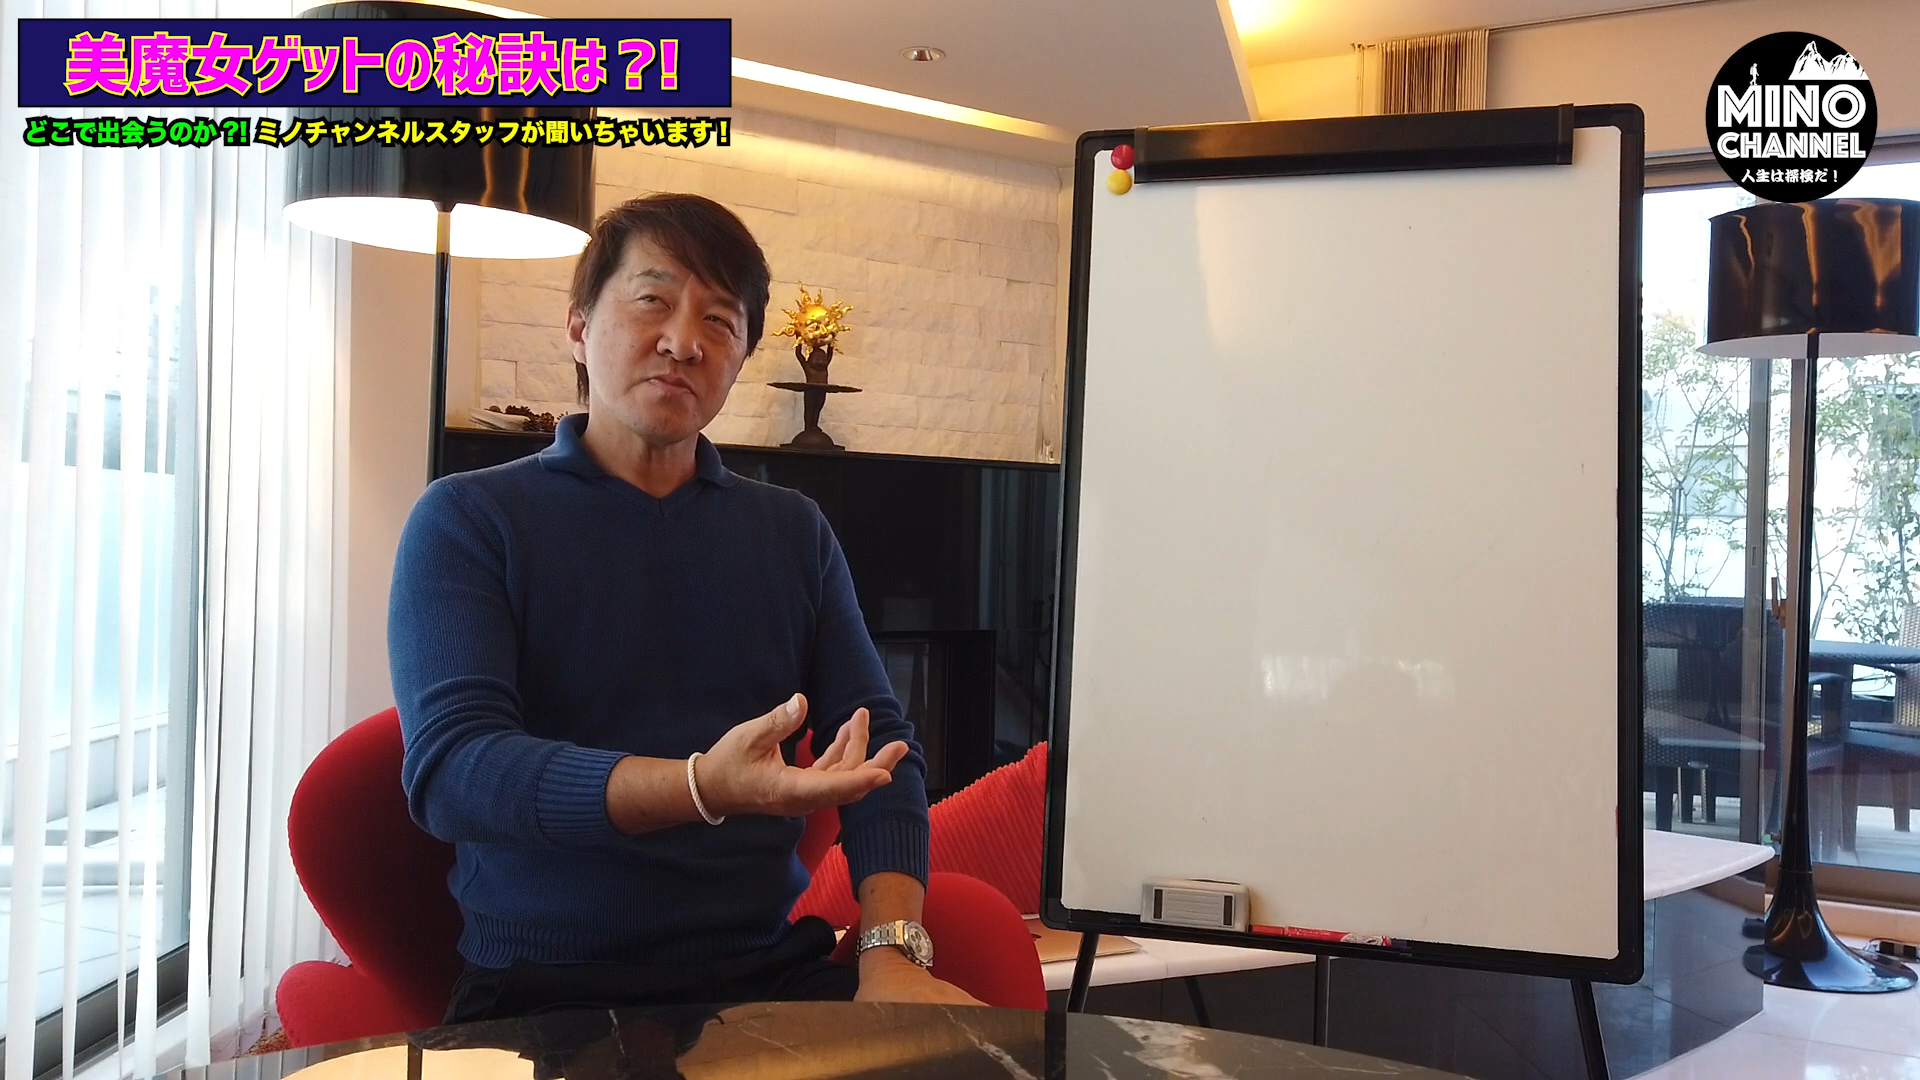 美魔女ゲットの秘訣は？！
どこで出会うのか？！ ミノチャンネルスタッフが聞いちゃいます！
MINO
CHANNEL
人生は探検だ！